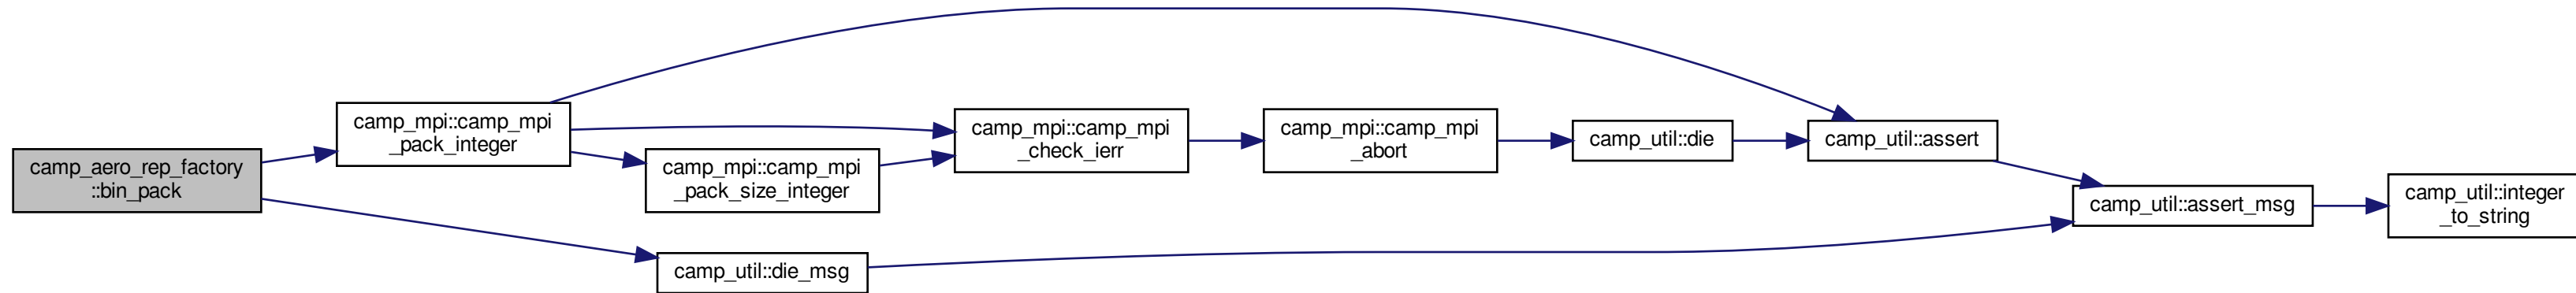 camp_aero_rep_factory
::bin_pack
camp_mpi::camp_mpi
_pack_integer
camp_mpi::camp_mpi
_pack_size_integer
camp_util::die_msg
camp_mpi::camp_mpi
_check_ierr
camp_mpi::camp_mpi
_abort
camp_util::die
camp_util::assert
camp_util::assert_msg
camp_util::integer
_to_string